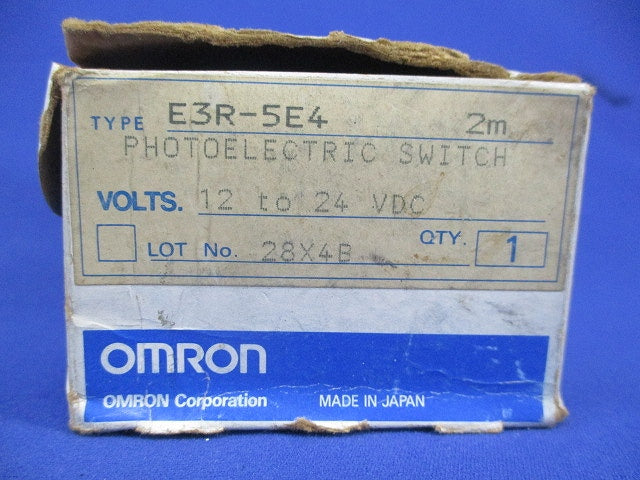 TYPE E3R-5E4 2m
PHOTOELECTRIC SWITCH
VOLTS. 12 to 24 VDC
LOT No. 28X4B QTY. 1
OMRON
OMRON Corporation MADE IN JAPAN